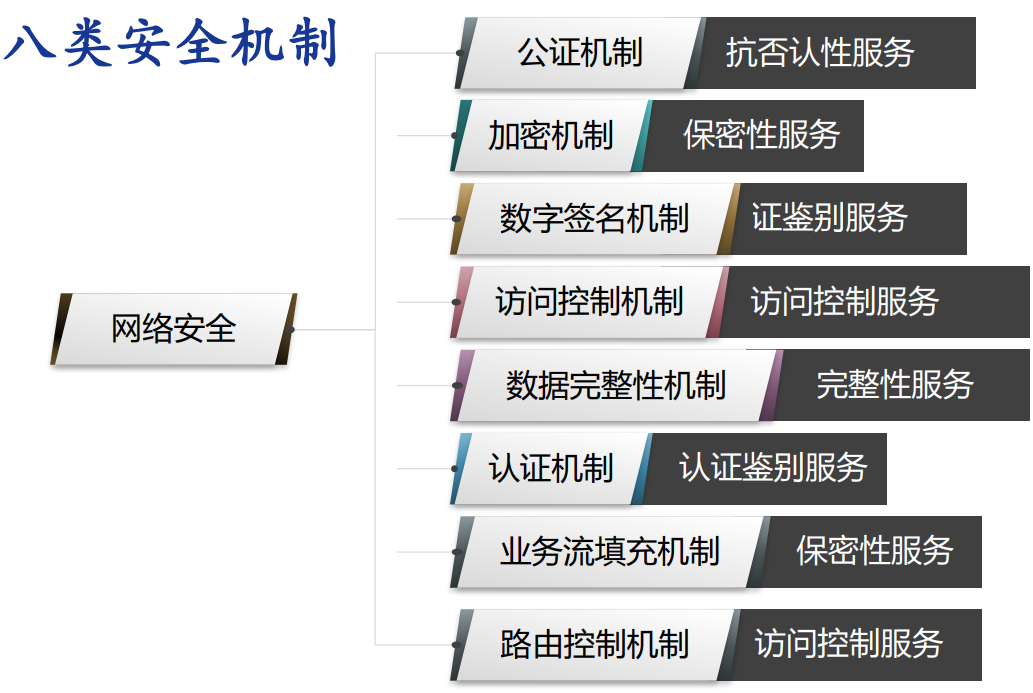 八类安全机制
公证机制 抗否认性服务
加密机制 保密性服务
数字签名机制 证鉴别服务
访问控制机制 访问控制服务
网络安全
数据完整性机制 完整性服务
认证机制 认证鉴别服务
业务流填充机制 保密性服务
路由控制机制 访问控制服务